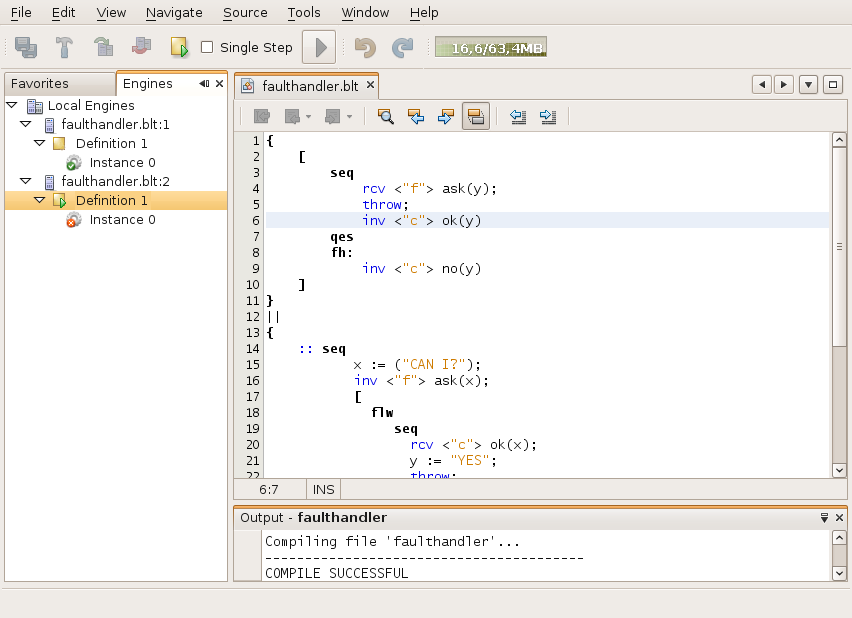 File Edit View Navigate Source Tools Window Help
Single Step 16,6/63,4MB
Favorites Engines
Local Engines
faulthandler.blt:1
Definition 1
Instance 0
faulthandler.blt:2
Definition 1
Instance 0
faulthandler.blt
1 {
2 [
3 seq
4 rcv <"f"> ask(y);
5 throw;
6 inv <"c"> ok(y)
7 qes
8 fh:
9 inv <"c"> no(y)
10 ]
11 }
12 ||
13 {
14 :: seq
15 x := ("CAN I?");
16 inv <"f"> ask(x);
17 [
18 flw
19 seq
20 rcv <"c"> ok(x);
21 y := "YES";
22 throw;
6:7 INS
Output - faulthandler
Compiling file 'faulthandler'...
----------------------------------------
COMPILE SUCCESSFUL